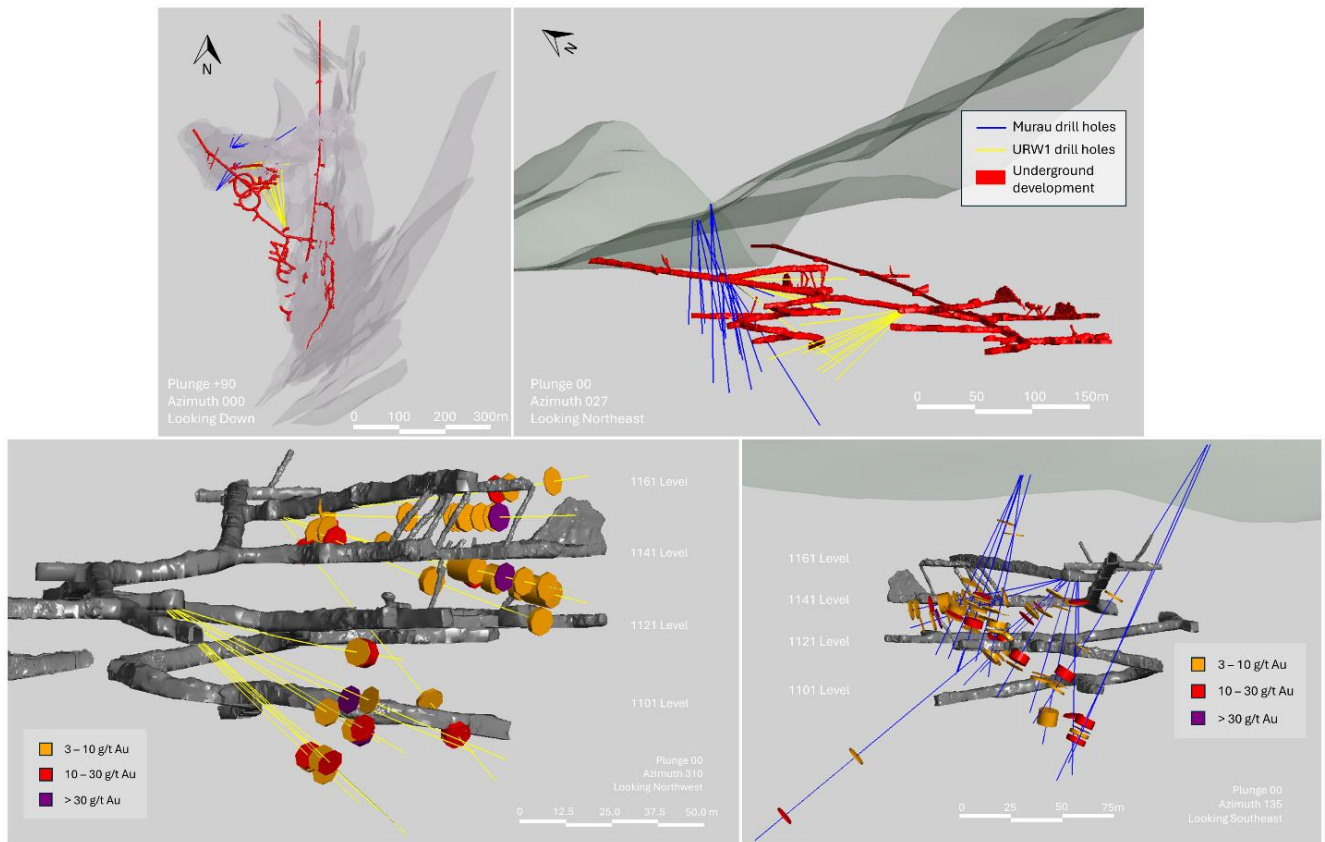 N
Plunge +90
Azimuth 000
Looking Down
0 100 200 300m
N
Murau drill holes
URW1 drill holes
Underground
development
Plunge 00
Azimuth 027
Looking Northeast
0 50 100 150m
1161 Level
1141 Level
1121 Level
1101 Level
3 – 10 g/t Au
10 – 30 g/t Au
> 30 g/t Au
Plunge 00
Azimuth 310
Looking Northwest
0 12.5 25.0 37.5 50.0 m
1161 Level
1141 Level
1121 Level
1101 Level
3 – 10 g/t Au
10 – 30 g/t Au
> 30 g/t Au
Plunge 00
Azimuth 135
Looking Southeast
0 25 50 75m